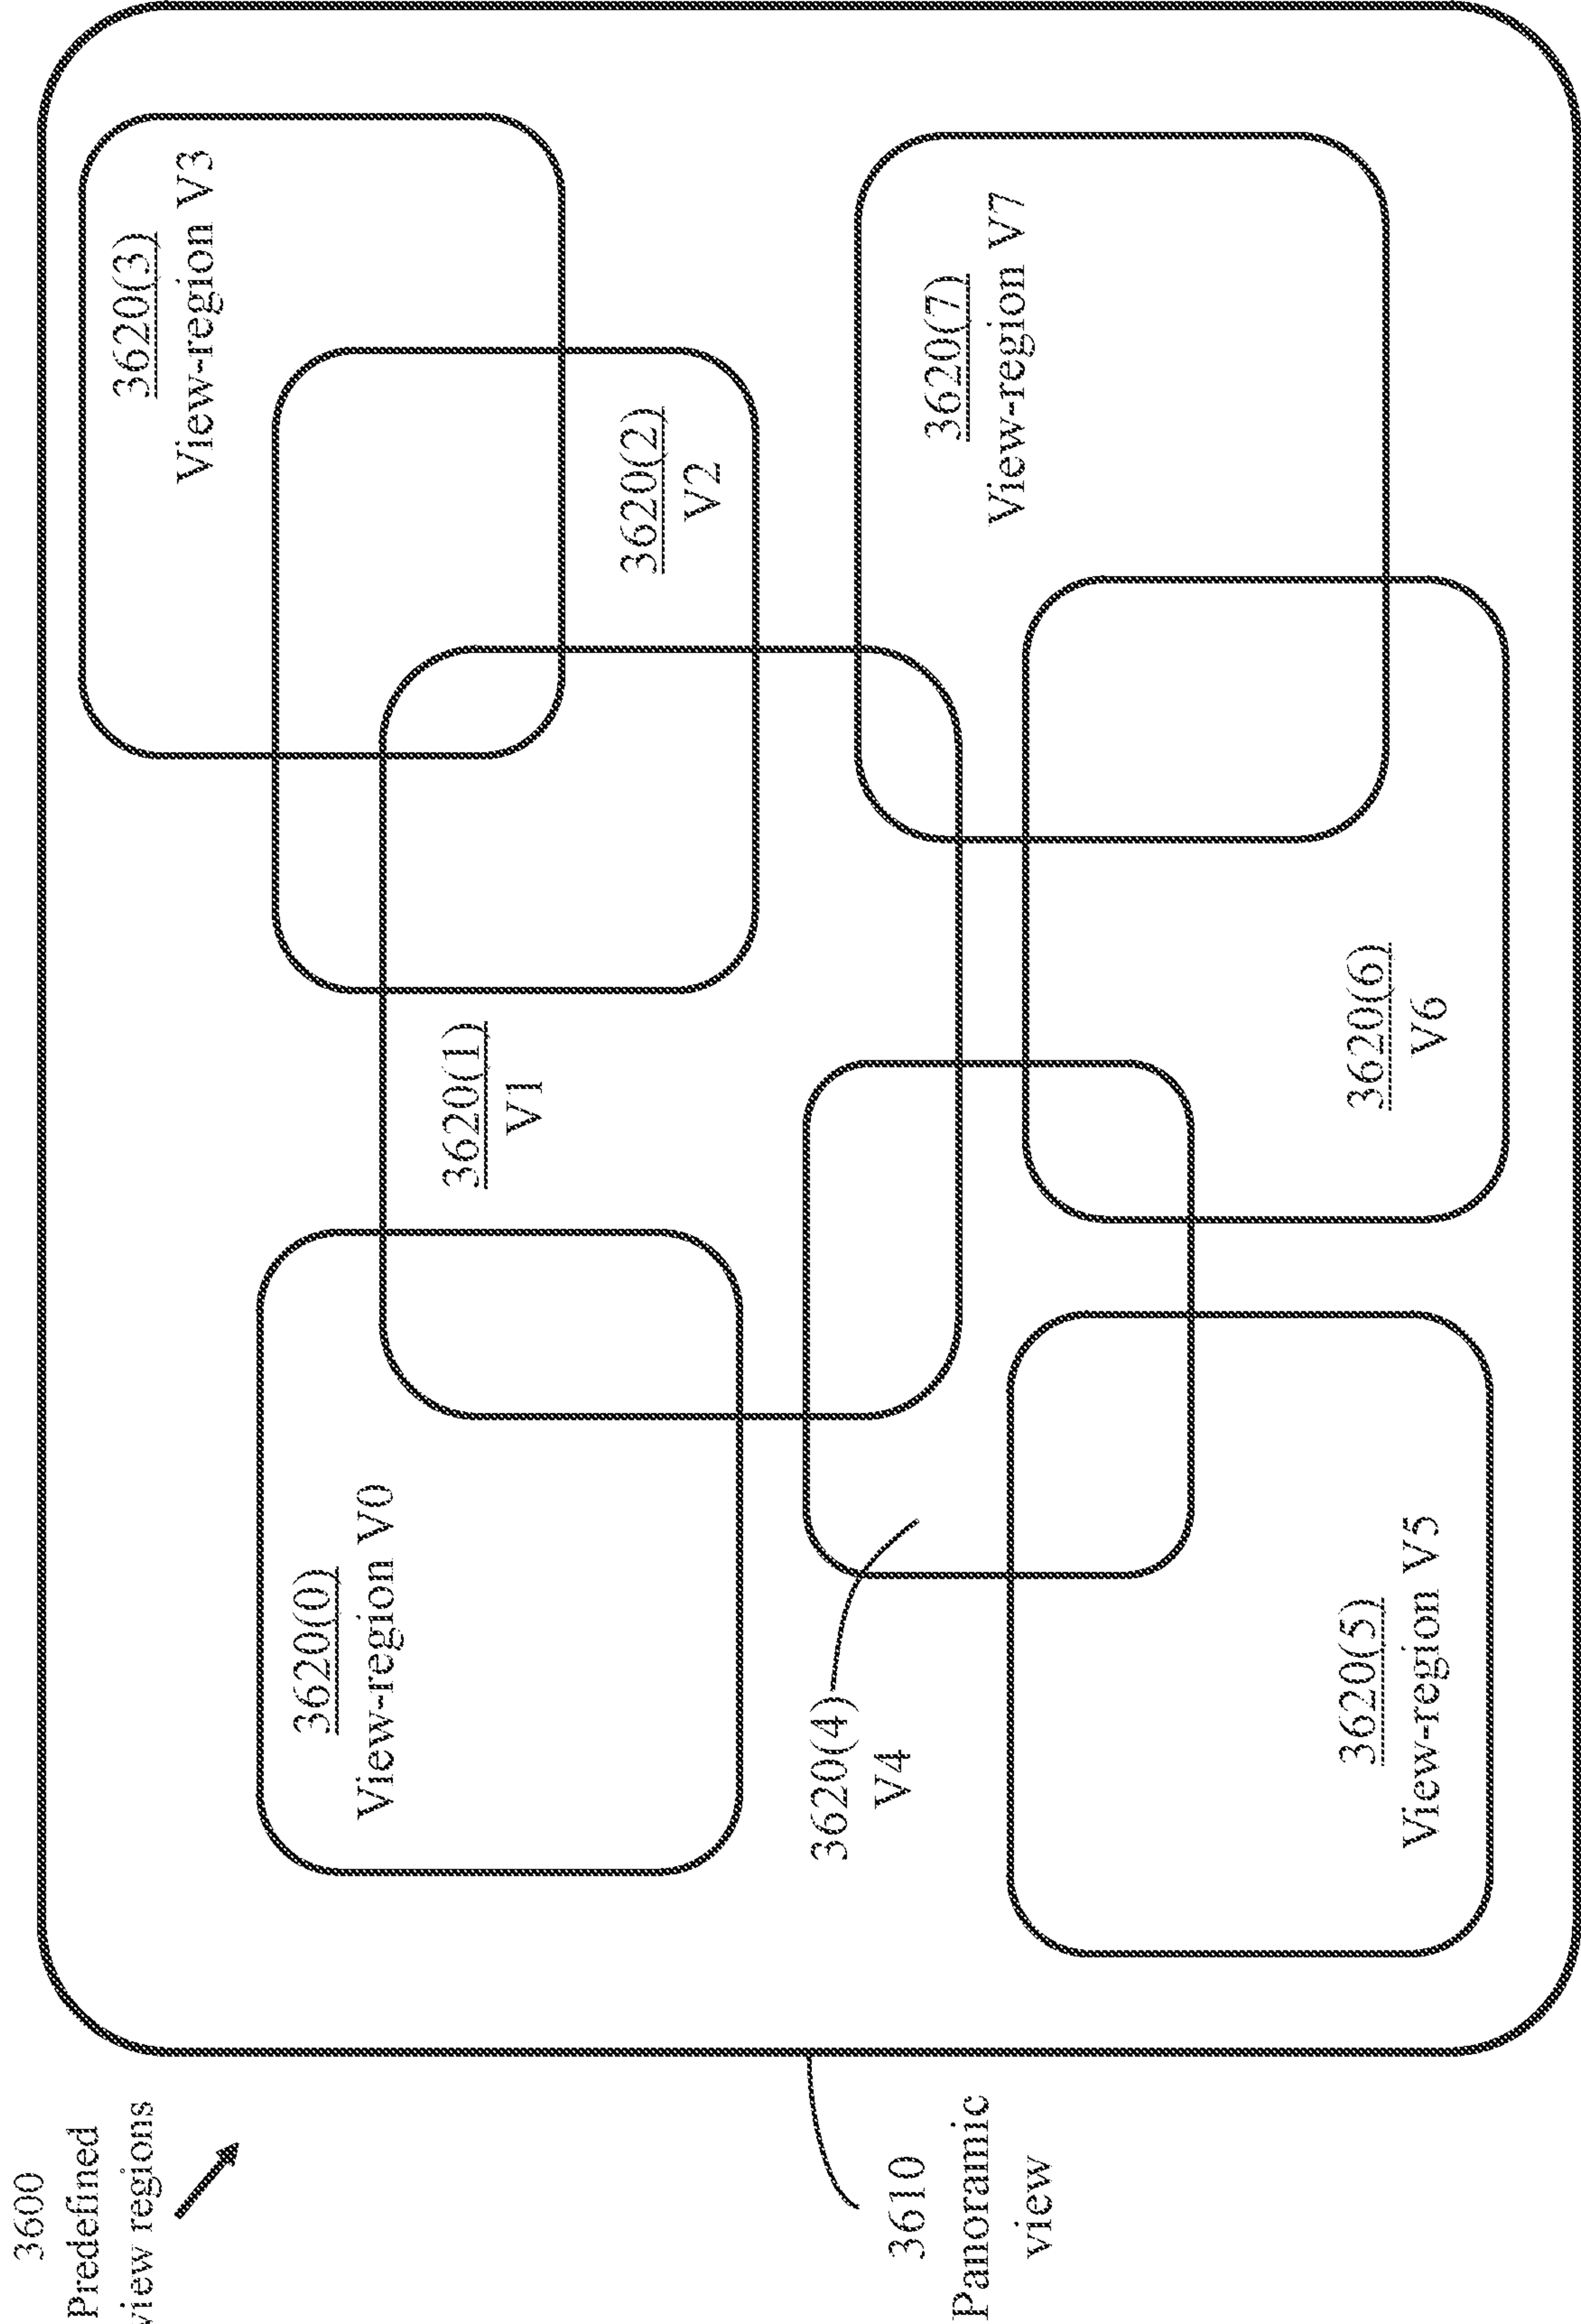 3600
Predefined
view regions
3620(3)
View-region V3
3620(2)
V2
3620(1)
V1
3620(0)
View-region V0
3620(7)
View-region V7
3620(6)
V6
3620(4)
V4
3620(5)
View-region V5
3610
Panoramic
view